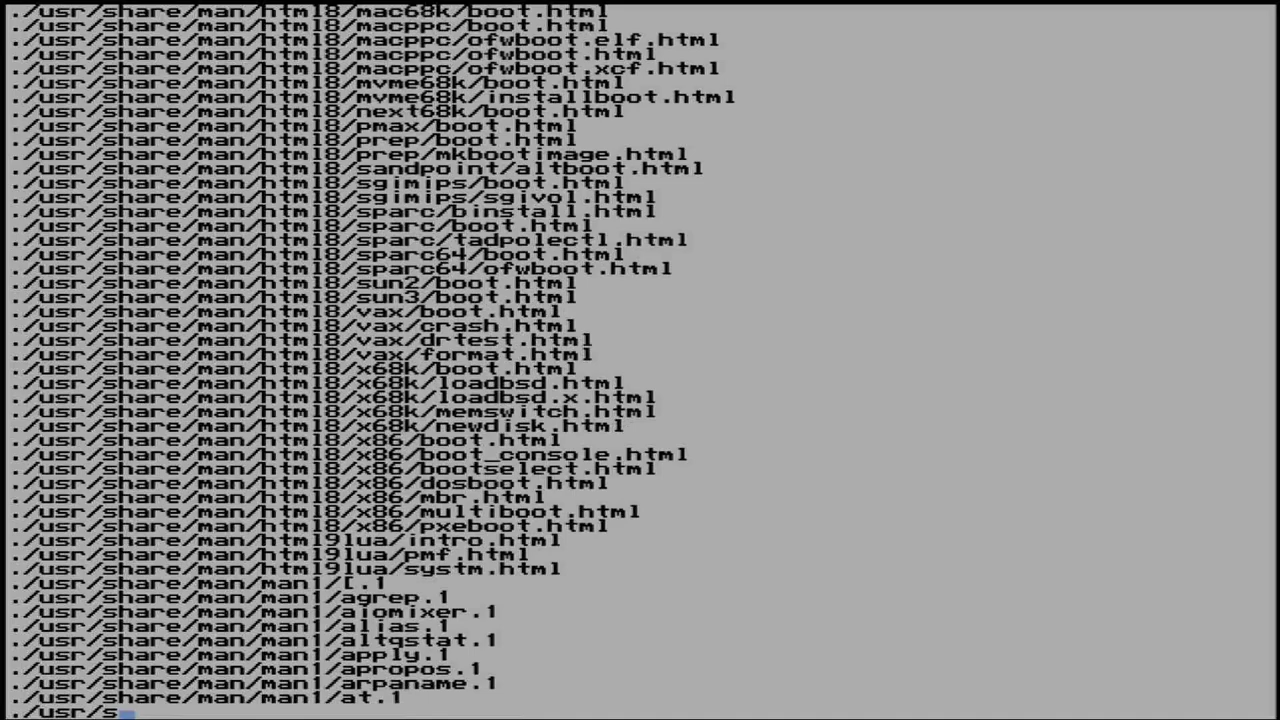 ./usr/share/man/html8/mac68k/boot.html
./usr/share/man/html8/macppc/boot.html
./usr/share/man/html8/macppc/ofwboot.elf.html
./usr/share/man/html8/macppc/ofwboot.html
./usr/share/man/html8/macppc/ofwboot.xcf.html
./usr/share/man/html8/mvme68k/boot.html
./usr/share/man/html8/mvme68k/installboot.html
./usr/share/man/html8/next68k/boot.html
./usr/share/man/html8/pmax/boot.html
./usr/share/man/html8/prep/boot.html
./usr/share/man/html8/prep/mkbootimage.html
./usr/share/man/html8/sandpoint/altboot.html
./usr/share/man/html8/sgimips/boot.html
./usr/share/man/html8/sgimips/sgivol.html
./usr/share/man/html8/sparc/binstall.html
./usr/share/man/html8/sparc/boot.html
./usr/share/man/html8/sparc/tadpolectl.html
./usr/share/man/html8/sparc64/boot.html
./usr/share/man/html8/sparc64/ofwboot.html
./usr/share/man/html8/sun2/boot.html
./usr/share/man/html8/sun3/boot.html
./usr/share/man/html8/vax/boot.html
./usr/share/man/html8/vax/crash.html
./usr/share/man/html8/vax/drtest.html
./usr/share/man/html8/vax/format.html
./usr/share/man/html8/x68k/boot.html
./usr/share/man/html8/x68k/loadbsd.html
./usr/share/man/html8/x68k/loadbsd.x.html
./usr/share/man/html8/x68k/memswitch.html
./usr/share/man/html8/x68k/newdisk.html
./usr/share/man/html8/x86/boot.html
./usr/share/man/html8/x86/boot_console.html
./usr/share/man/html8/x86/bootselect.html
./usr/share/man/html8/x86/dosboot.html
./usr/share/man/html8/x86/mbr.html
./usr/share/man/html8/x86/multiboot.html
./usr/share/man/html8/x86/pxeboot.html
./usr/share/man/html9lua/intro.html
./usr/share/man/html9lua/pmf.html
./usr/share/man/html9lua/systm.html
./usr/share/man/man1/[.1
./usr/share/man/man1/agrep.1
./usr/share/man/man1/aiomixer.1
./usr/share/man/man1/alias.1
./usr/share/man/man1/altqstat.1
./usr/share/man/man1/apply.1
./usr/share/man/man1/apropos.1
./usr/share/man/man1/arpaname.1
./usr/share/man/man1/at.1
./usr/s